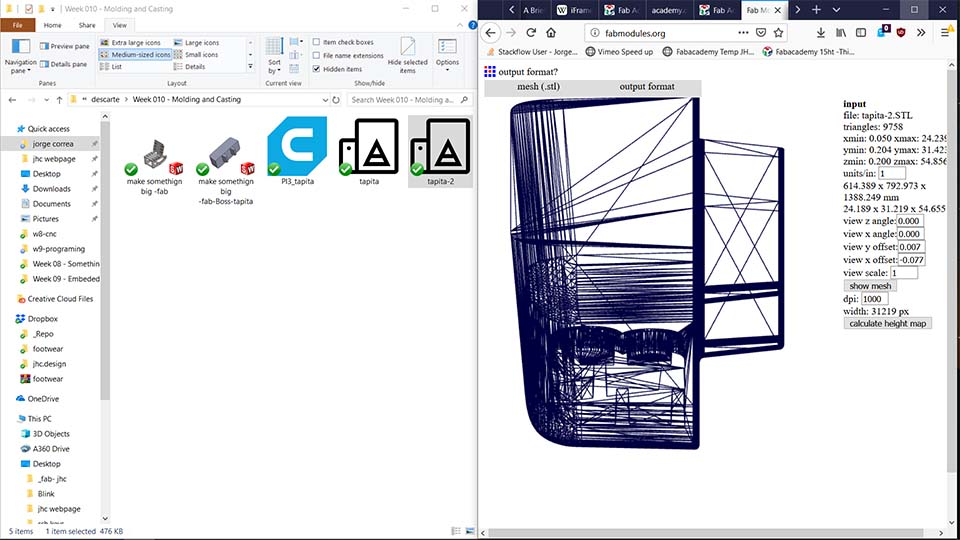 Week 010 - Molding and Casting
File
Home
Share
View
Navigation pane
Preview pane
Details pane
Extra large icons
Large icons
Medium-sized icons
Small icons
List
Details
Layout
Sort by
Current view
Item check boxes
File name extensions
Hidden items
Hide selected items
Show/hide
Options
descarte
Week 010 - Molding and Casting
Search Week 010 - Molding a...
Quick access
jorge correa
jhc webpage
Desktop
Downloads
Documents
Pictures
w8-cnc
w9-programing
Week 08 - Somethin
Week 09 - Embeded
Creative Cloud Files
Dropbox
_Repo
footwear
jhc.design
footwear
OneDrive
This PC
3D Objects
A360 Drive
Desktop
_fab- jhc
Blink
jhc webpage
make somethign big -fab
make somethign big -fab-Boss-tapita
PI3_tapita
tapita
tapita-2
5 items
1 item selected 476 KB
A Brie
iFrame
Fab Ac
academy.
Fab Ac
Fab Mo
fabmodules.org
Stackflow User - Jorge...
Vimeo Speed up
Fabacademy Temp JH...
Fabacademy 15ht -Thi...
output format?
mesh (.stl)
output format
input
file: tapita-2.STL
triangles: 9758
xmin: 0.050 xmax: 24.239
ymin: 0.204 ymax: 31.423
zmin: 0.200 zmax: 54.856
units/in: 1
614.389 x 792.973 x
1388.249 mm
24.189 x 31.219 x 54.655
view z angle: 0.000
view x angle: 0.000
view y offset: 0.007
view x offset: -0.077
view scale: 1
show mesh
dpi: 1000
width: 31219 px
calculate height map